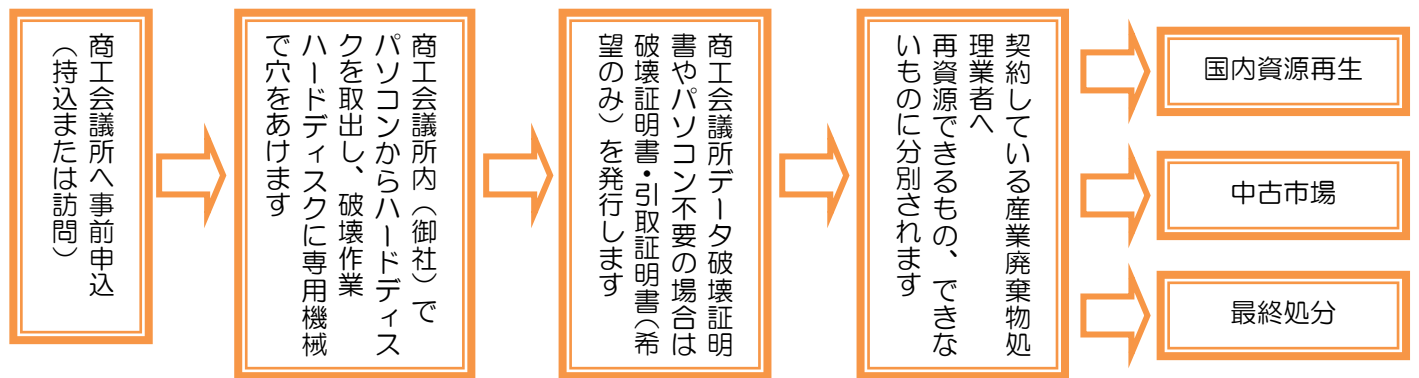 商工会議所へ事前申込
（持込または訪問）
商工会議所内（御社）で
パソコンからハードディス
クを取出し、破壊作業
ハードディスクに専用機械
で穴をあけます
商工会議所データ破壊証明
書やパソコン不要の場合は
破壊証明書・引取証明書（希
望のみ）を発行します
契約している産業廃棄物処
理業者へ
再資源できるもの、できな
いものに分別されます
国内資源再生
中古市場
最終処分